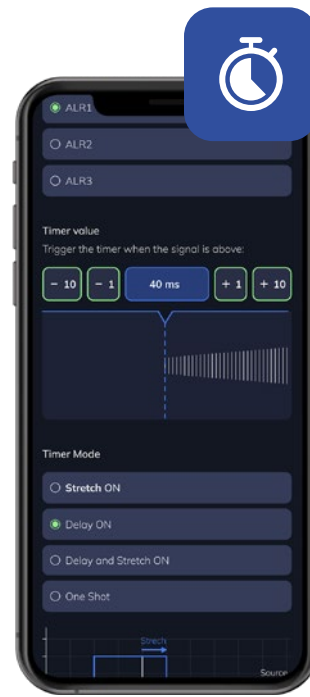 ALR1
ALR2
ALR3
Timer value
Trigger the timer when the signal is above:
- 10 - 1 40 ms + 1 + 10
Timer Mode
Stretch ON
Delay ON
Delay and Stretch ON
One Shot
Strech
Source